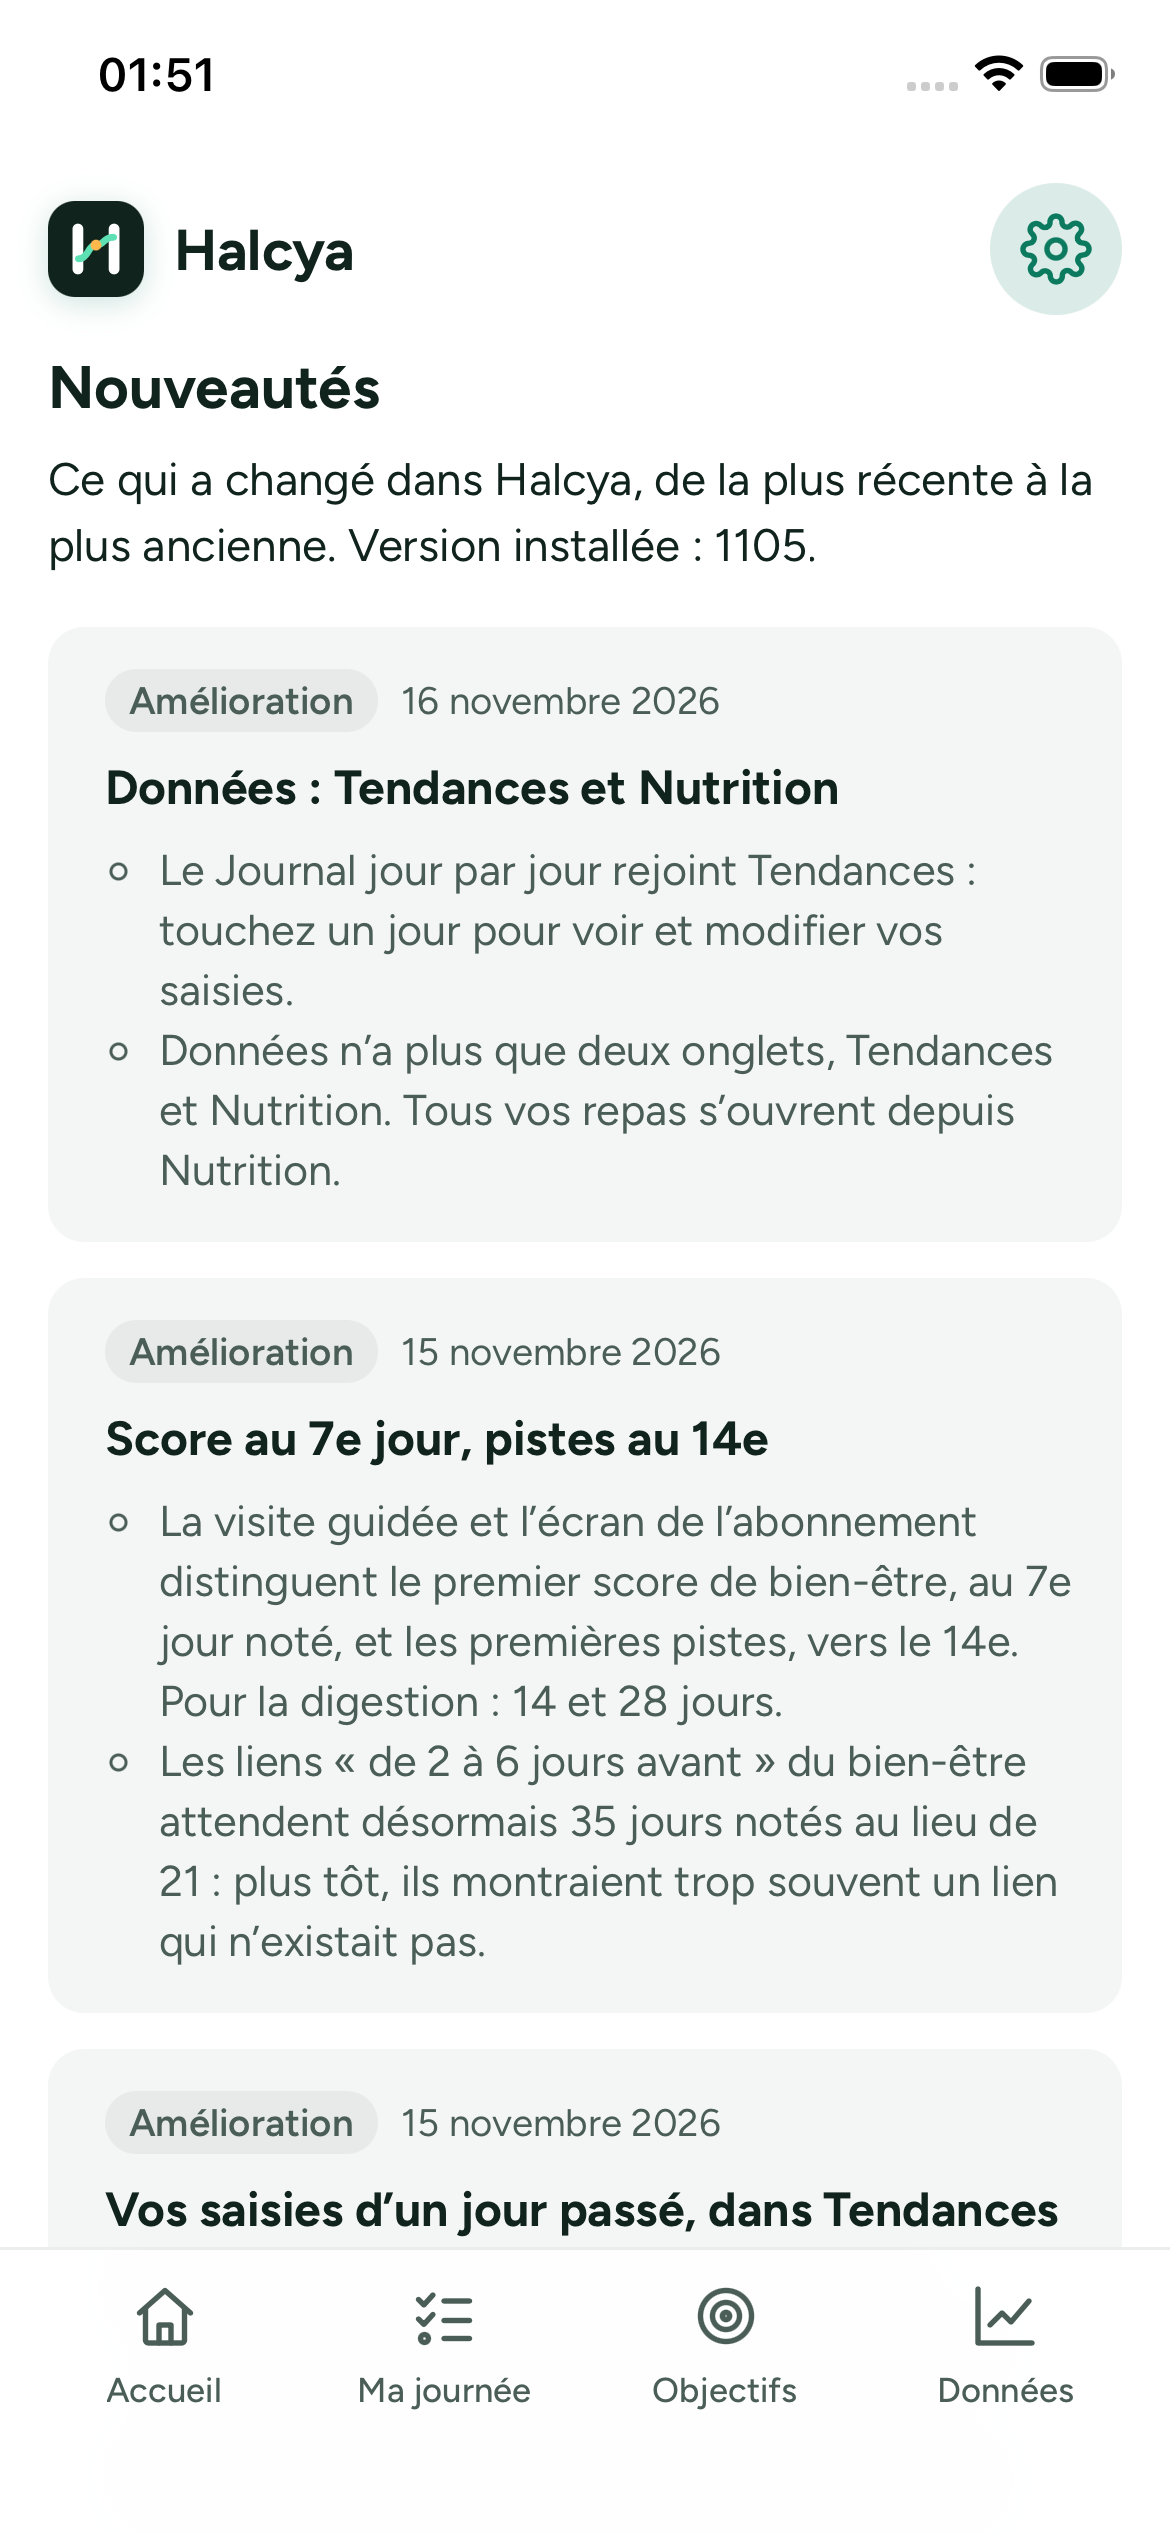 01:51
Halcya
Nouveautés
Ce qui a changé dans Halcya, de la plus récente à la
plus ancienne. Version installée : 1105.
Amélioration 16 novembre 2026
Données : Tendances et Nutrition
Le Journal jour par jour rejoint Tendances :
touchez un jour pour voir et modifier vos
saisies.
Données n’a plus que deux onglets, Tendances
et Nutrition. Tous vos repas s’ouvrent depuis
Nutrition.
Amélioration 15 novembre 2026
Score au 7e jour, pistes au 14e
La visite guidée et l’écran de l’abonnement
distinguent le premier score de bien-être, au 7e
jour noté, et les premières pistes, vers le 14e.
Pour la digestion : 14 et 28 jours.
Les liens « de 2 à 6 jours avant » du bien-être
attendent désormais 35 jours notés au lieu de
21 : plus tôt, ils montraient trop souvent un lien
qui n’existait pas.
Amélioration 15 novembre 2026
Vos saisies d’un jour passé, dans Tendances
Accueil Ma journée Objectifs Données